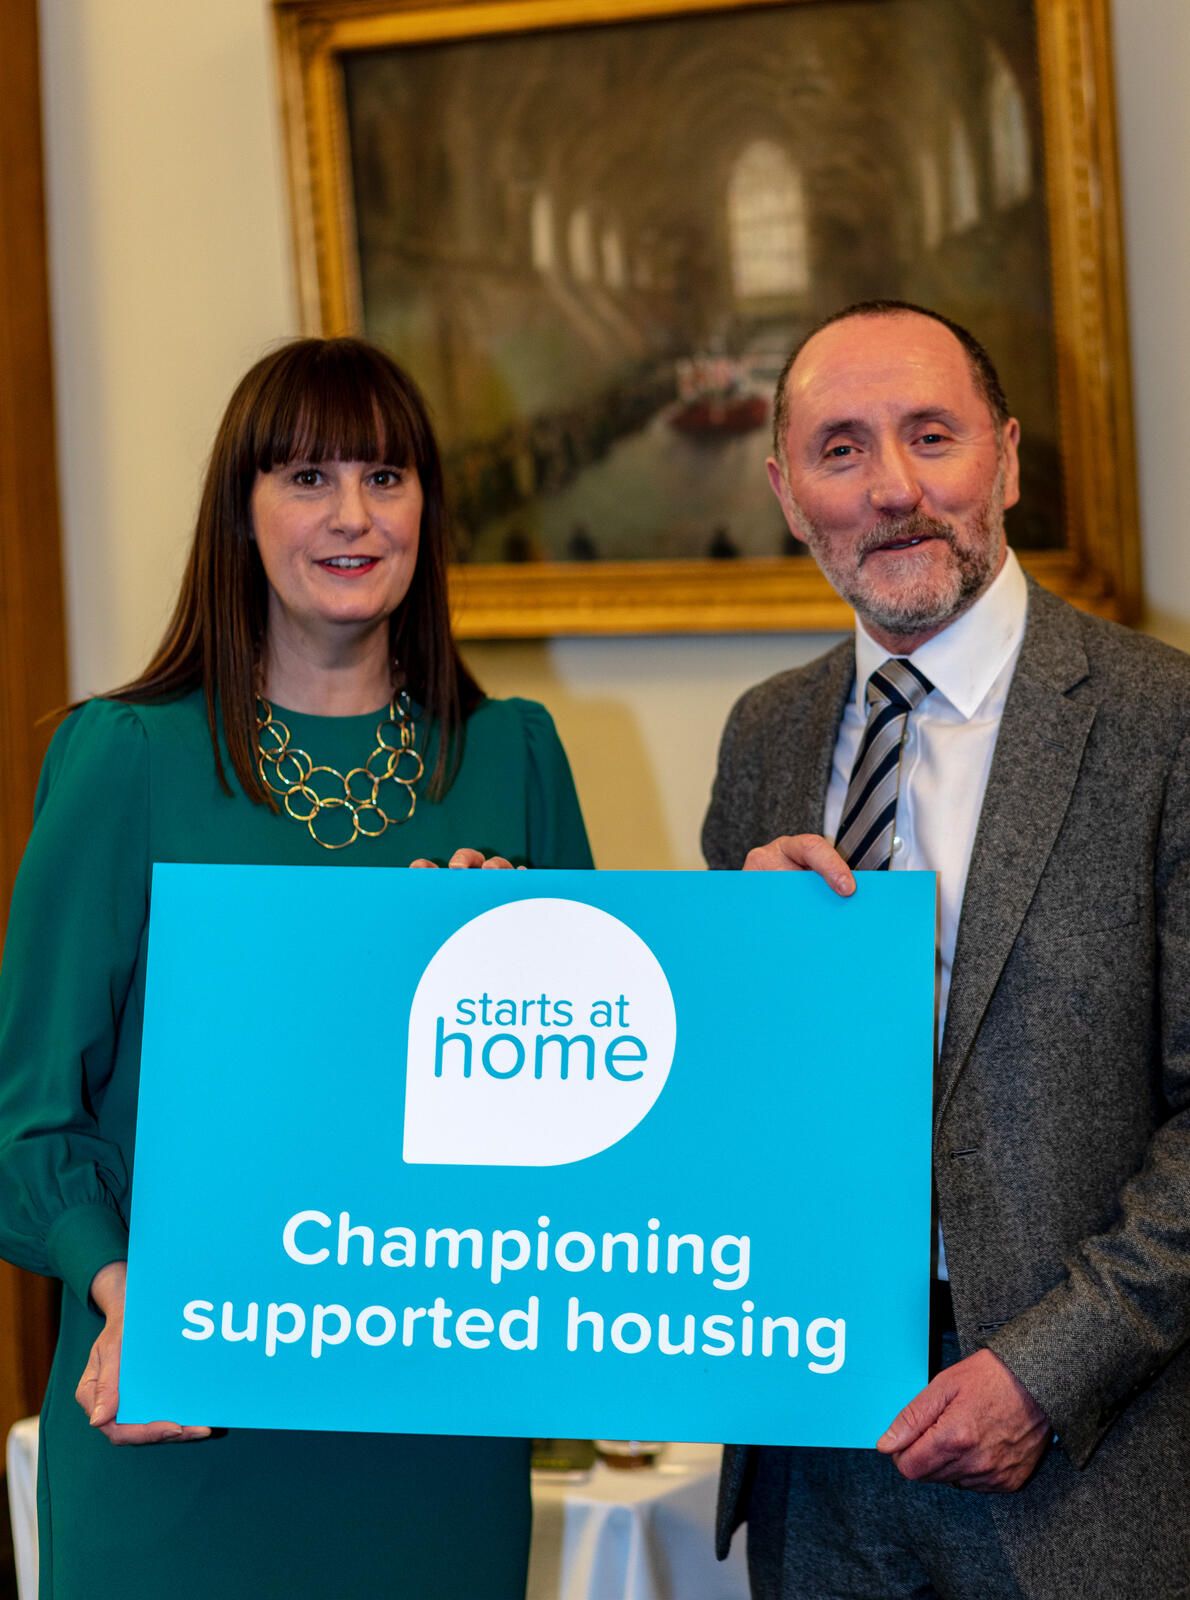 starts at
home
Championing
supported housing